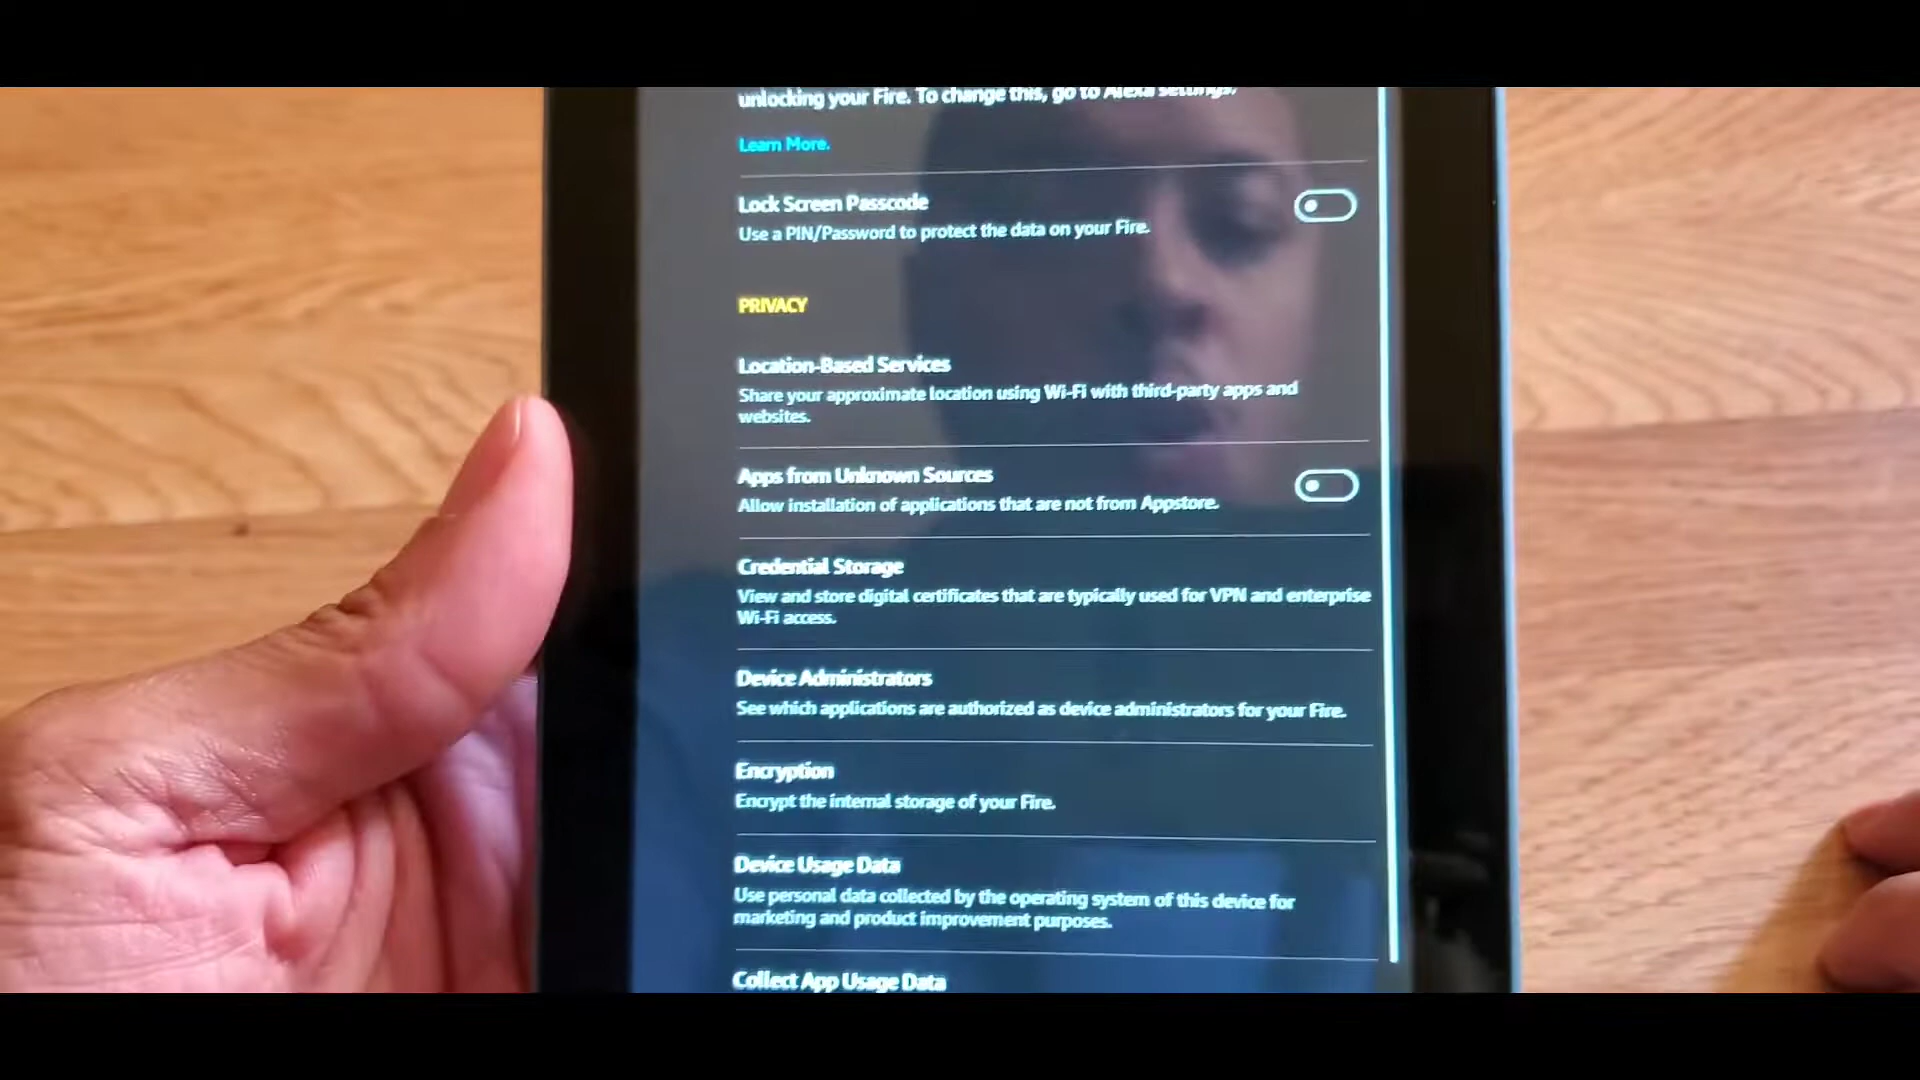 unlocking your Fire. To change this, go to Alexa settings.
Learn More.
Lock Screen Passcode
Use a PIN/Password to protect the data on your Fire.
PRIVACY
Location-Based Services
Share your approximate location using Wi-Fi with third-party apps and
websites.
Apps from Unknown Sources
Allow installation of applications that are not from Appstore.
Credential Storage
View and store digital certificates that are typically used for VPN and enterprise
Wi-Fi access.
Device Administrators
See which applications are authorized as device administrators for your Fire.
Encryption
Encrypt the internal storage of your Fire.
Device Usage Data
Use personal data collected by the operating system of this device for
marketing and product improvement purposes.
Collect App Usage Data